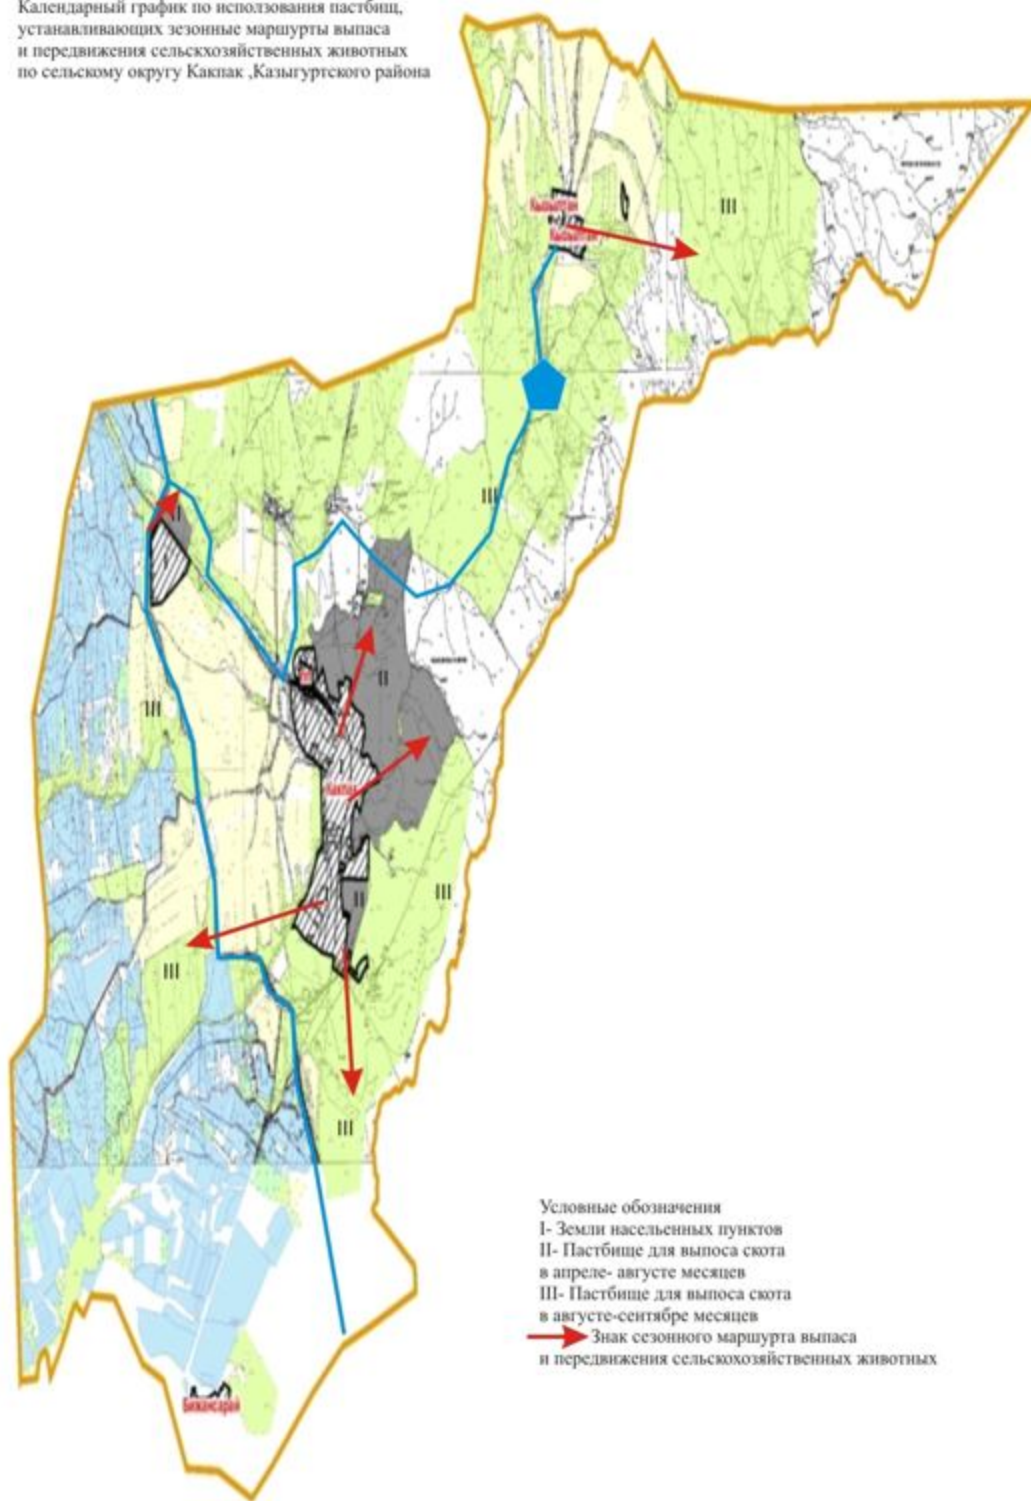 Календарный график по исползования пастбищ,
устанавливающих зезонные маршурты выпаса
и передвижения сельскхозяйственных животных
по сельскому округу Какпак ,Казыгуртского района
III
III
I
II
III
Какпак
III
II
III
III
Бижансарай
Условные обозначения
I- Земли насельенных пунктов
II- Пастбище для выпоса скота
в апреле- августе месяцев
III- Пастбище для выпоса скота
в августе-сентябре месяцев
Знак сезонного маршурта выпаса
и передвижения сельскохозяйственных животных